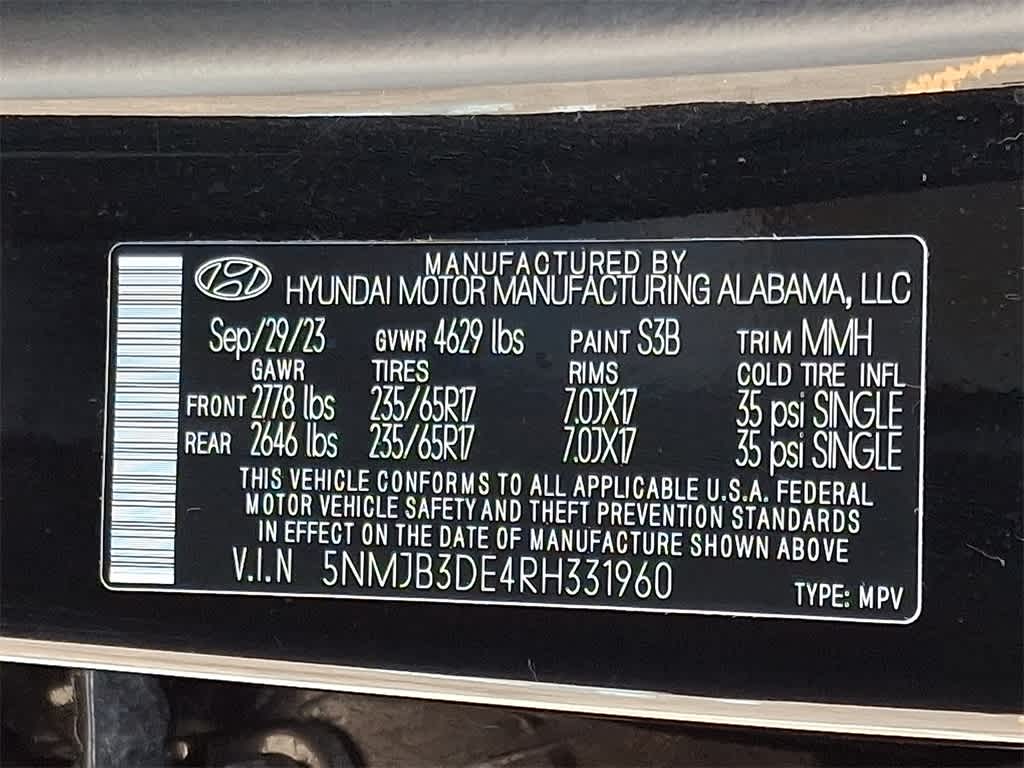 MANUFACTURED BY
HYUNDAI MOTOR MANUFACTURING ALABAMA, LLC
Sep/29/23 GVWR 4629 lbs PAINT S3B TRIM MMH
GAWR TIRES RIMS COLD TIRE INFL
FRONT 2778 lbs 235/65R17 7.0JX17 35 psi SINGLE
REAR 2646 lbs 235/65R17 7.0JX17 35 psi SINGLE
THIS VEHICLE CONFORMS TO ALL APPLICABLE U.S.A. FEDERAL
MOTOR VEHICLE SAFETY AND THEFT PREVENTION STANDARDS
IN EFFECT ON THE DATE OF MANUFACTURE SHOWN ABOVE
V.I.N 5NMJB3DE4RH331960
TYPE: MPV